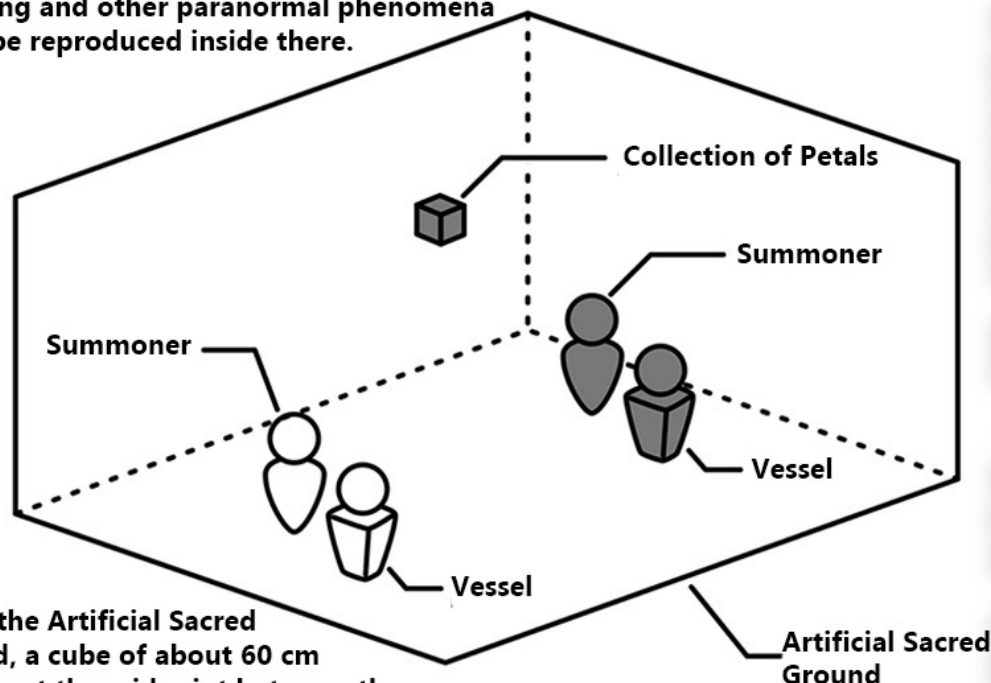 ng and other paranormal phenomena
be reproduced inside there.
Collection of Petals
Summoner
Summoner
Vessel
Vessel
the Artificial Sacred
d, a cube of about 60 cm
Artificial Sacred
Ground